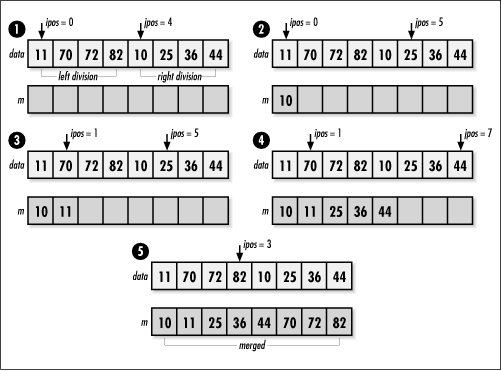 1 ipos = 0 ipos = 4
data 11 70 72 82 10 25 36 44
left division right division
m
2 ipos = 0 ipos = 5
data 11 70 72 82 10 25 36 44
m 10
3 ipos = 1 ipos = 5
data 11 70 72 82 10 25 36 44
m 10 11
4 ipos = 1 ipos = 7
data 11 70 72 82 10 25 36 44
m 10 11 25 36 44
5 ipos = 3
data 11 70 72 82 10 25 36 44
m 10 11 25 36 44 70 72 82
merged